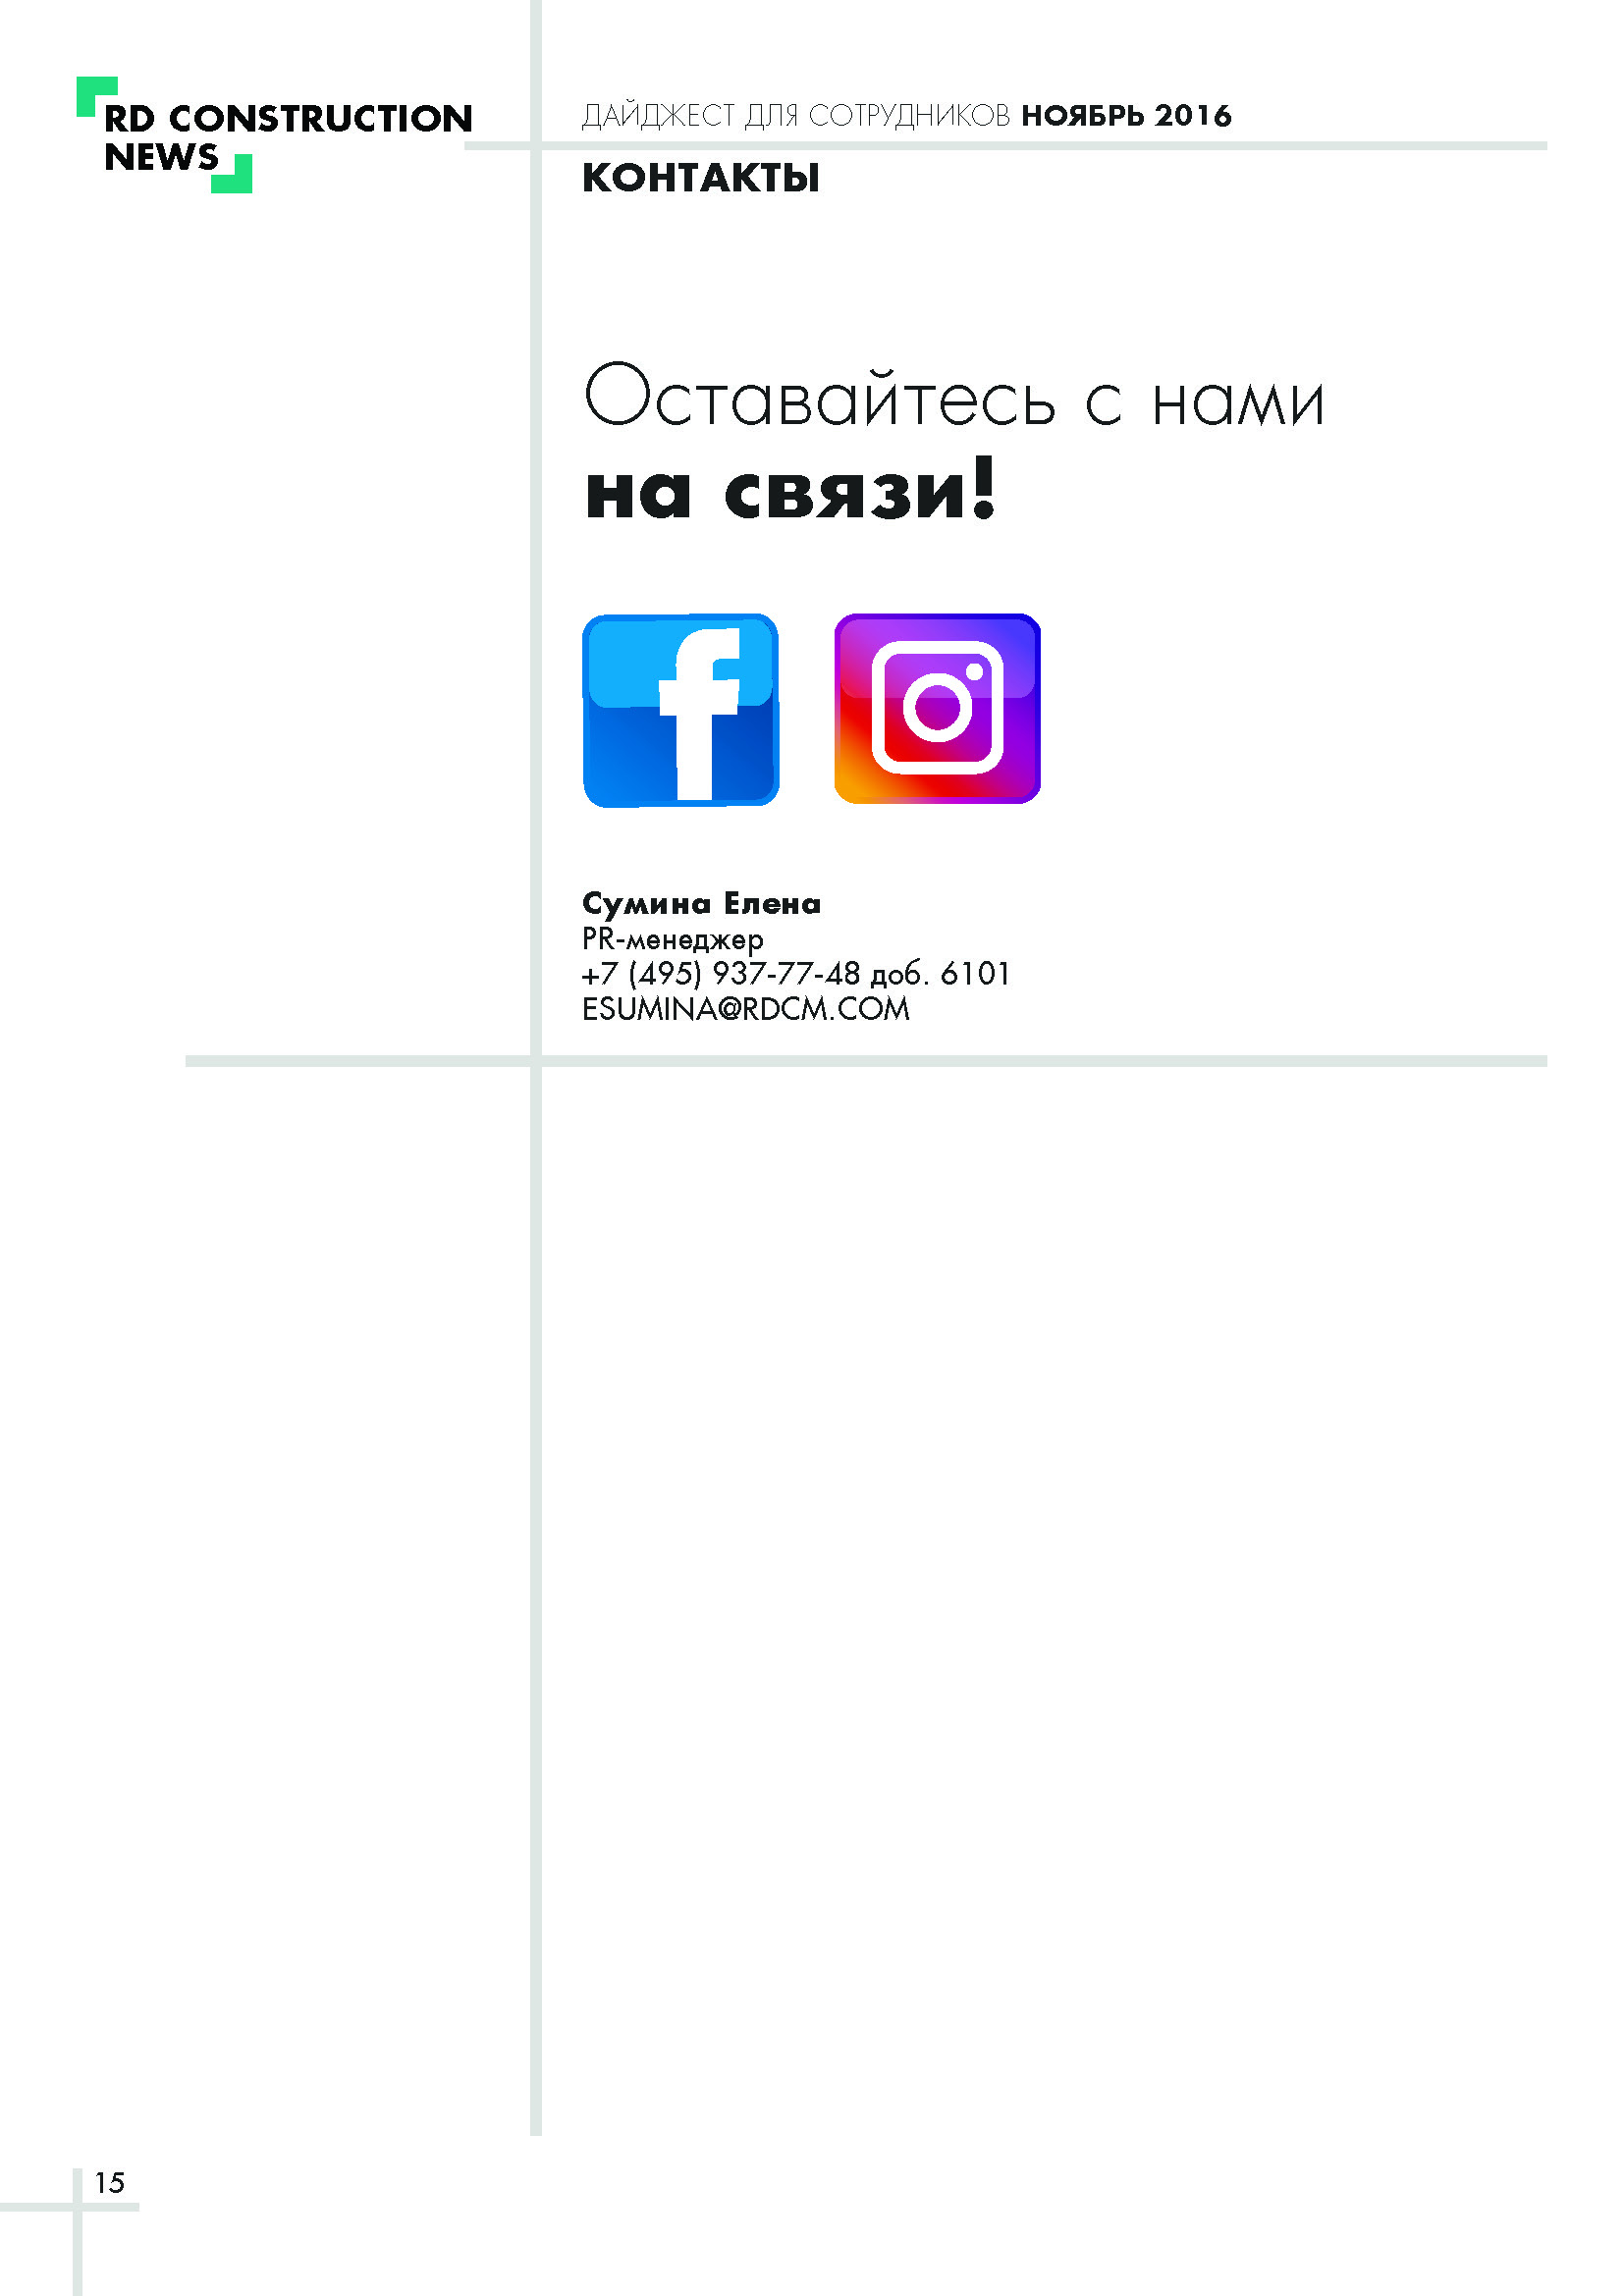 RD CONSTRUCTION
NEWS
ДАЙДЖЕСТ ДЛЯ СОТРУДНИКОВ НОЯБРЬ 2016
КОНТАКТЫ
Оставайтесь с нами
на связи!
Сумина Елена
PR-менеджер
+7 (495) 937-77-48 доб. 6101
ESUMINA@RDCM.COM
15